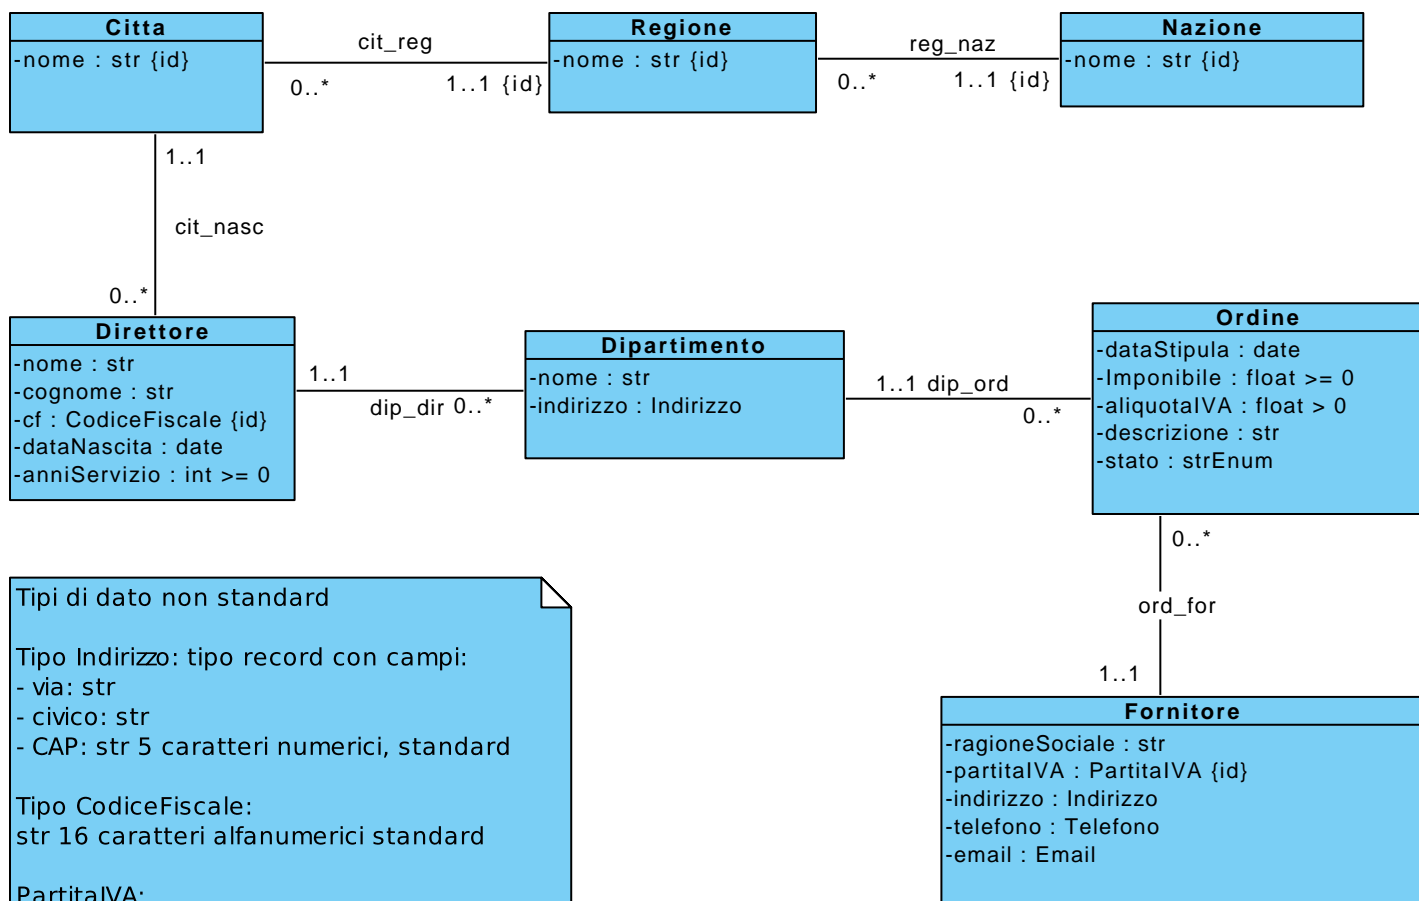 Citta
-nome : str {id}
cit_reg
0..*
1..1 {id}
Regione
-nome : str {id}
reg_naz
0..*
1..1 {id}
Nazione
-nome : str {id}
1..1
cit_nasc
0..*
Direttore
-nome : str
-cognome : str
-cf : CodiceFiscale {id}
-dataNascita : date
-anniServizio : int >= 0
1..1
dip_dir 0..*
Dipartimento
-nome : str
-indirizzo : Indirizzo
1..1 dip_ord
0..*
Ordine
-dataStipula : date
-Imponibile : float >= 0
-aliquotaIVA : float > 0
-descrizione : str
-stato : strEnum
0..*
ord_for
1..1
Fornitore
-ragioneSociale : str
-partitaIVA : PartitaIVA {id}
-indirizzo : Indirizzo
-telefono : Telefono
-email : Email
Tipi di dato non standard
Tipo Indirizzo: tipo record con campi:
- via: str
- civico: str
- CAP: str 5 caratteri numerici, standard
Tipo CodiceFiscale:
str 16 caratteri alfanumerici standard
PartitaIVA: